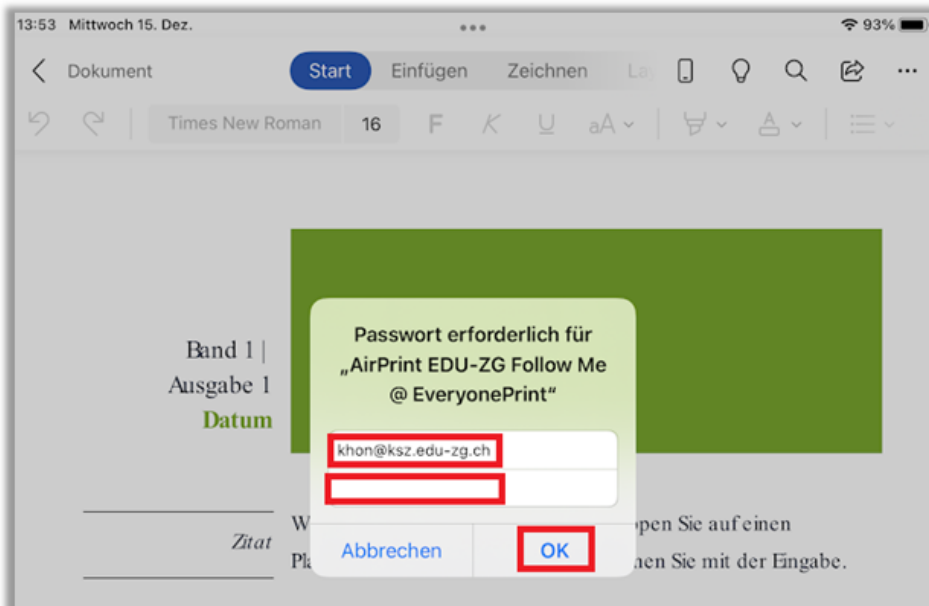 13:53 Mittwoch 15. Dez. 93%
Dokument Start Einfügen Zeichnen
Times New Roman 16 F K U aA A
Band 1 |
Ausgabe 1
Datum
Passwort erforderlich für
„AirPrint EDU-ZG Follow Me
@ EveryonePrint“
khon@ksz.edu-zg.ch
Abbrechen OK
Zitat
Sie auf einen
Sie mit der Eingabe.